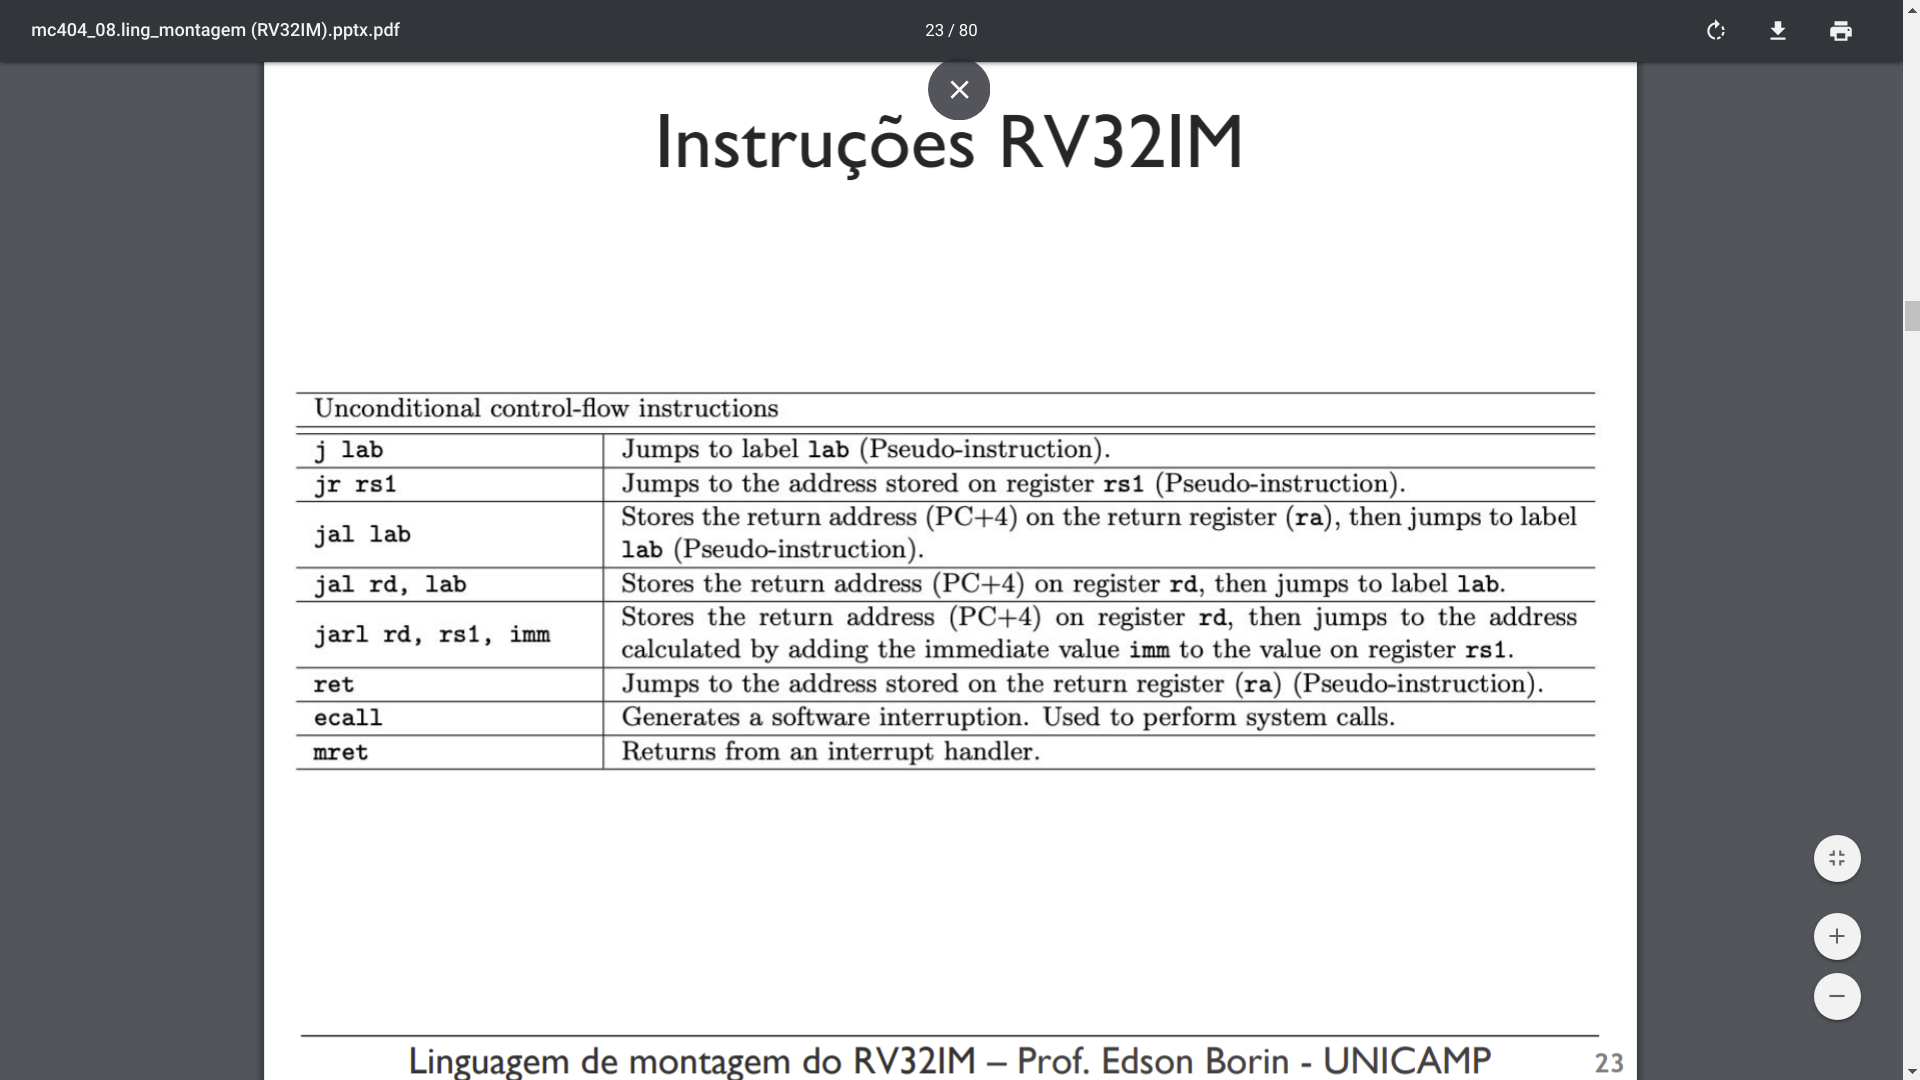 mc404_08.ling_montagem (RV32IM).pptx.pdf
23 / 80
Instruções RV32IM
Unconditional control-flow instructions
j lab Jumps to label lab (Pseudo-instruction).
jr rs1 Jumps to the address stored on register rs1 (Pseudo-instruction).
jal lab Stores the return address (PC+4) on the return register (ra), then jumps to label
lab (Pseudo-instruction).
jal rd, lab Stores the return address (PC+4) on register rd, then jumps to label lab.
jarl rd, rs1, imm Stores the return address (PC+4) on register rd, then jumps to the address
calculated by adding the immediate value imm to the value on register rs1.
ret Jumps to the address stored on the return register (ra) (Pseudo-instruction).
ecall Generates a software interruption. Used to perform system calls.
mret Returns from an interrupt handler.
Linguagem de montagem do RV32IM – Prof. Edson Borin - UNICAMP 23